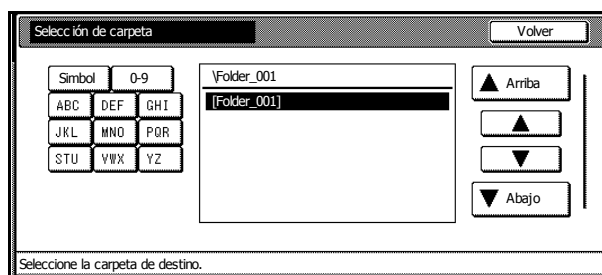 Selección de carpeta
Volver
Simbol 0-9
ABC DEF GHI
JKL MNO PQR
STU VWX YZ
\Folder_001
[Folder_001]
Arriba
Abajo
Seleccione la carpeta de destino.